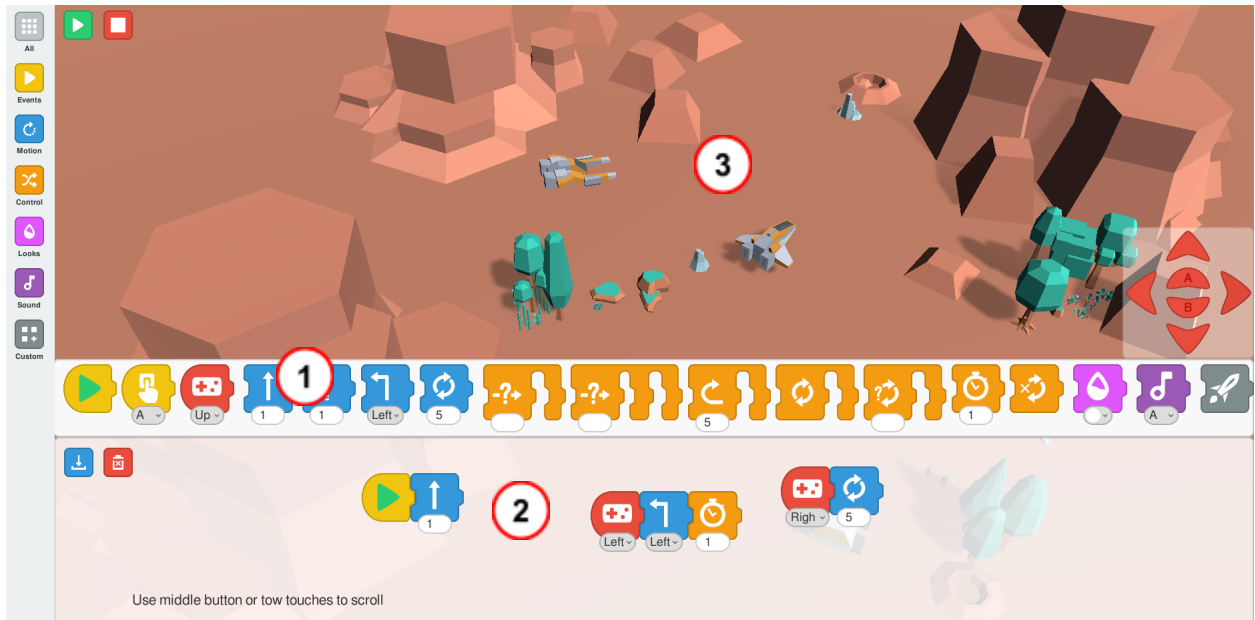 All
Events
Motion
Control
Looks
Sound
Custom
3
A
B
1
A
Up
1
1
Left
5
5
1
A
2
1
Left
Left
1
Righ
5
Use middle button or tow touches to scroll